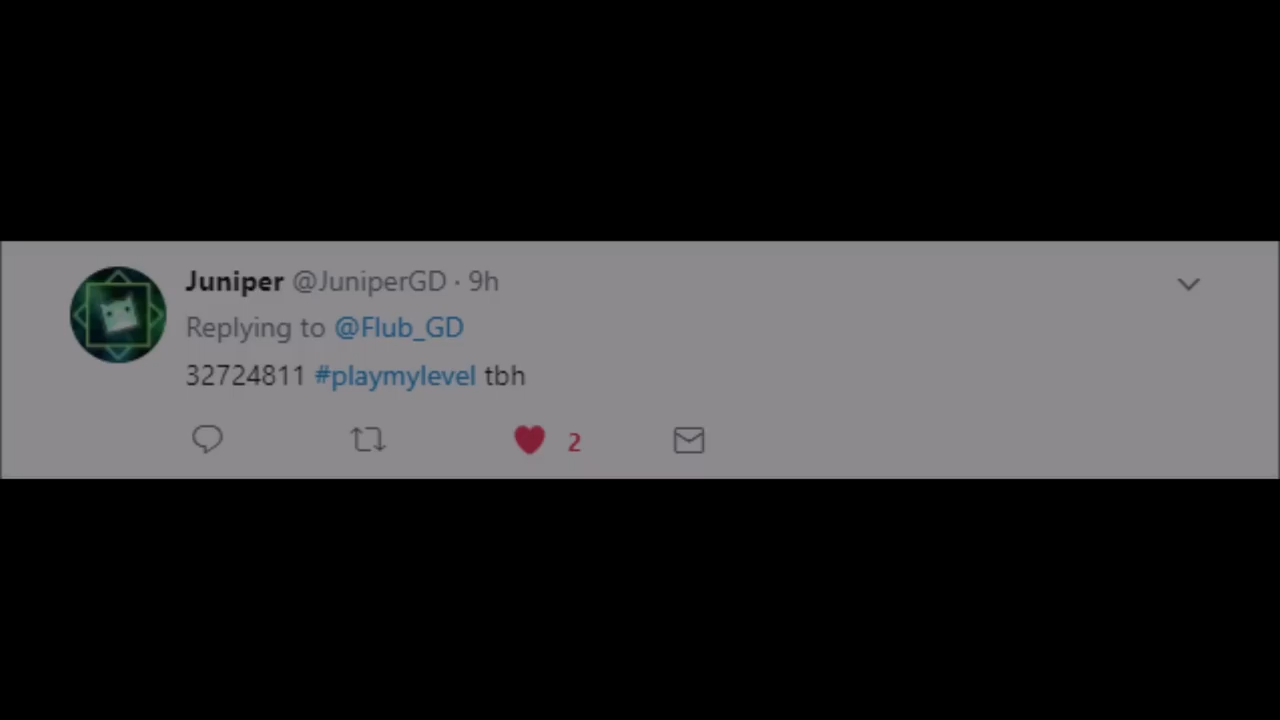 Juniper @JuniperGD · 9h
Replying to @Flub_GD
32724811 #playmylevel tbh
2